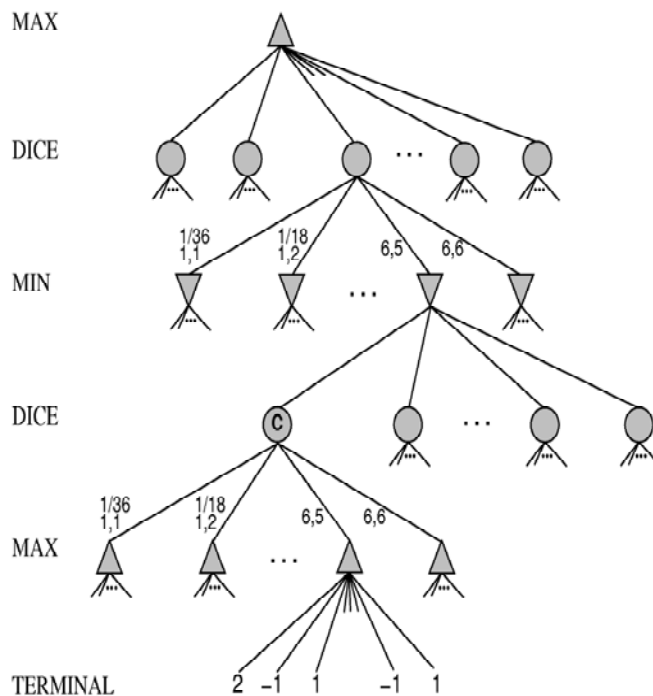 MAX
DICE
...
1/36 1/18
1,1 1,2 6,5 6,6
MIN
...
DICE
C
...
1/36 1/18
1,1 1,2 6,5 6,6
MAX
...
TERMINAL 2 −1 1 −1 1